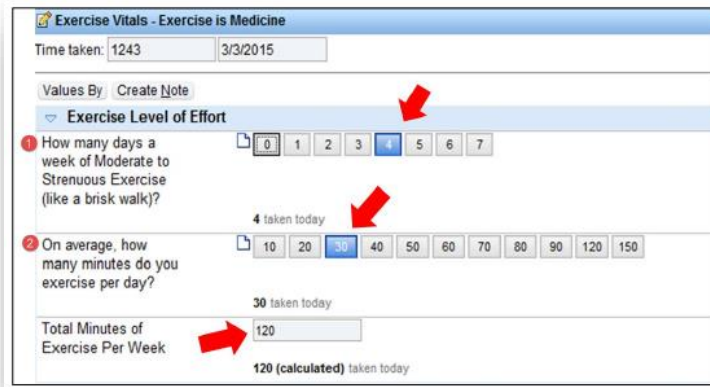 Exercise Vitals - Exercise is Medicine
Time taken: 1243 3/3/2015
Values By Create Note
Exercise Level of Effort
1 How many days a 0 1 2 3 4 5 6 7
week of Moderate to
Strenuous Exercise
(like a brisk walk)?
4 taken today
2 On average, how 10 20 30 40 50 60 70 80 90 120 150
many minutes do you
exercise per day?
30 taken today
Total Minutes of 120
Exercise Per Week
120 (calculated) taken today